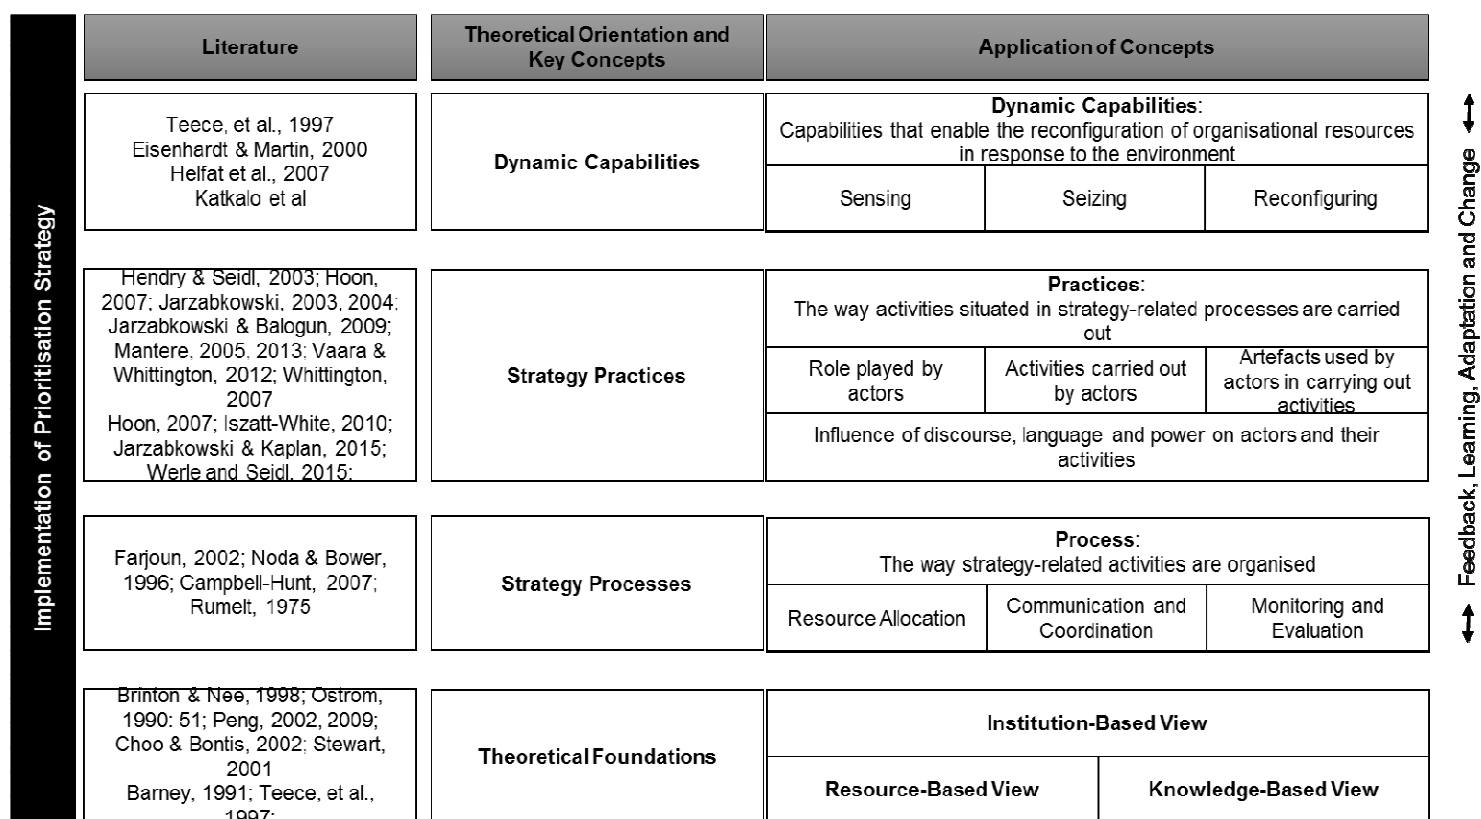 Implementation of Prioritisation Strategy
Literature
Theoretical Orientation and
Key Concepts
Application of Concepts
Teece, et al., 1997
Eisenhardt & Martin, 2000
Helfat et al., 2007
Katkalo et al
Dynamic Capabilities
Dynamic Capabilities:
Capabilities that enable the reconfiguration of organisational resources
in response to the environment
Sensing
Seizing
Reconfiguring
Hendry & Seidl, 2003; Hoon,
2007; Jarzabkowski, 2003, 2004;
Jarzabkowski & Balogun, 2009;
Mantere, 2005, 2013; Vaara &
Whittington, 2012; Whittington,
2007
Hoon, 2007; Iszatt-White, 2010;
Jarzabkowski & Kaplan, 2015;
Werle and Seidl, 2015;
Strategy Practices
Practices:
The way activities situated in strategy-related processes are carried
out
Role played by
actors
Activities carried out
by actors
Artefacts used by
actors in carrying out
activities
Influence of discourse, language and power on actors and their
activities
Farjoun, 2002; Noda & Bower,
1996; Campbell-Hunt, 2007;
Rumelt, 1975
Strategy Processes
Process:
The way strategy-related activities are organised
Resource Allocation
Communication and
Coordination
Monitoring and
Evaluation
Brinton & Nee, 1998; Ostrom,
1990: 51; Peng, 2002, 2009;
Choo & Bontis, 2002; Stewart,
2001
Barney, 1991; Teece, et al.,
1997;
Theoretical Foundations
Institution-Based View
Resource-Based View
Knowledge-Based View
Feedback, Learning, Adaptation and Change